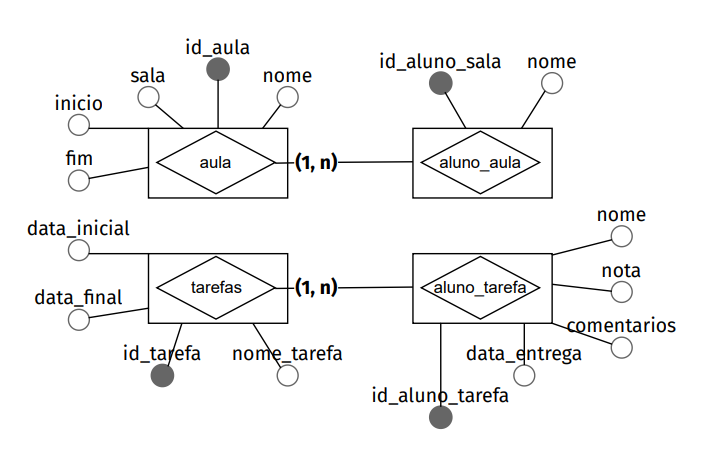 id_aula
sala
nome
inicio
fim
aula
(1, n)
id_aluno_sala
nome
aluno_aula
data_inicial
data_final
tarefas
(1, n)
id_tarefa
nome_tarefa
nome
nota
comentarios
aluno_tarefa
data_entrega
id_aluno_tarefa